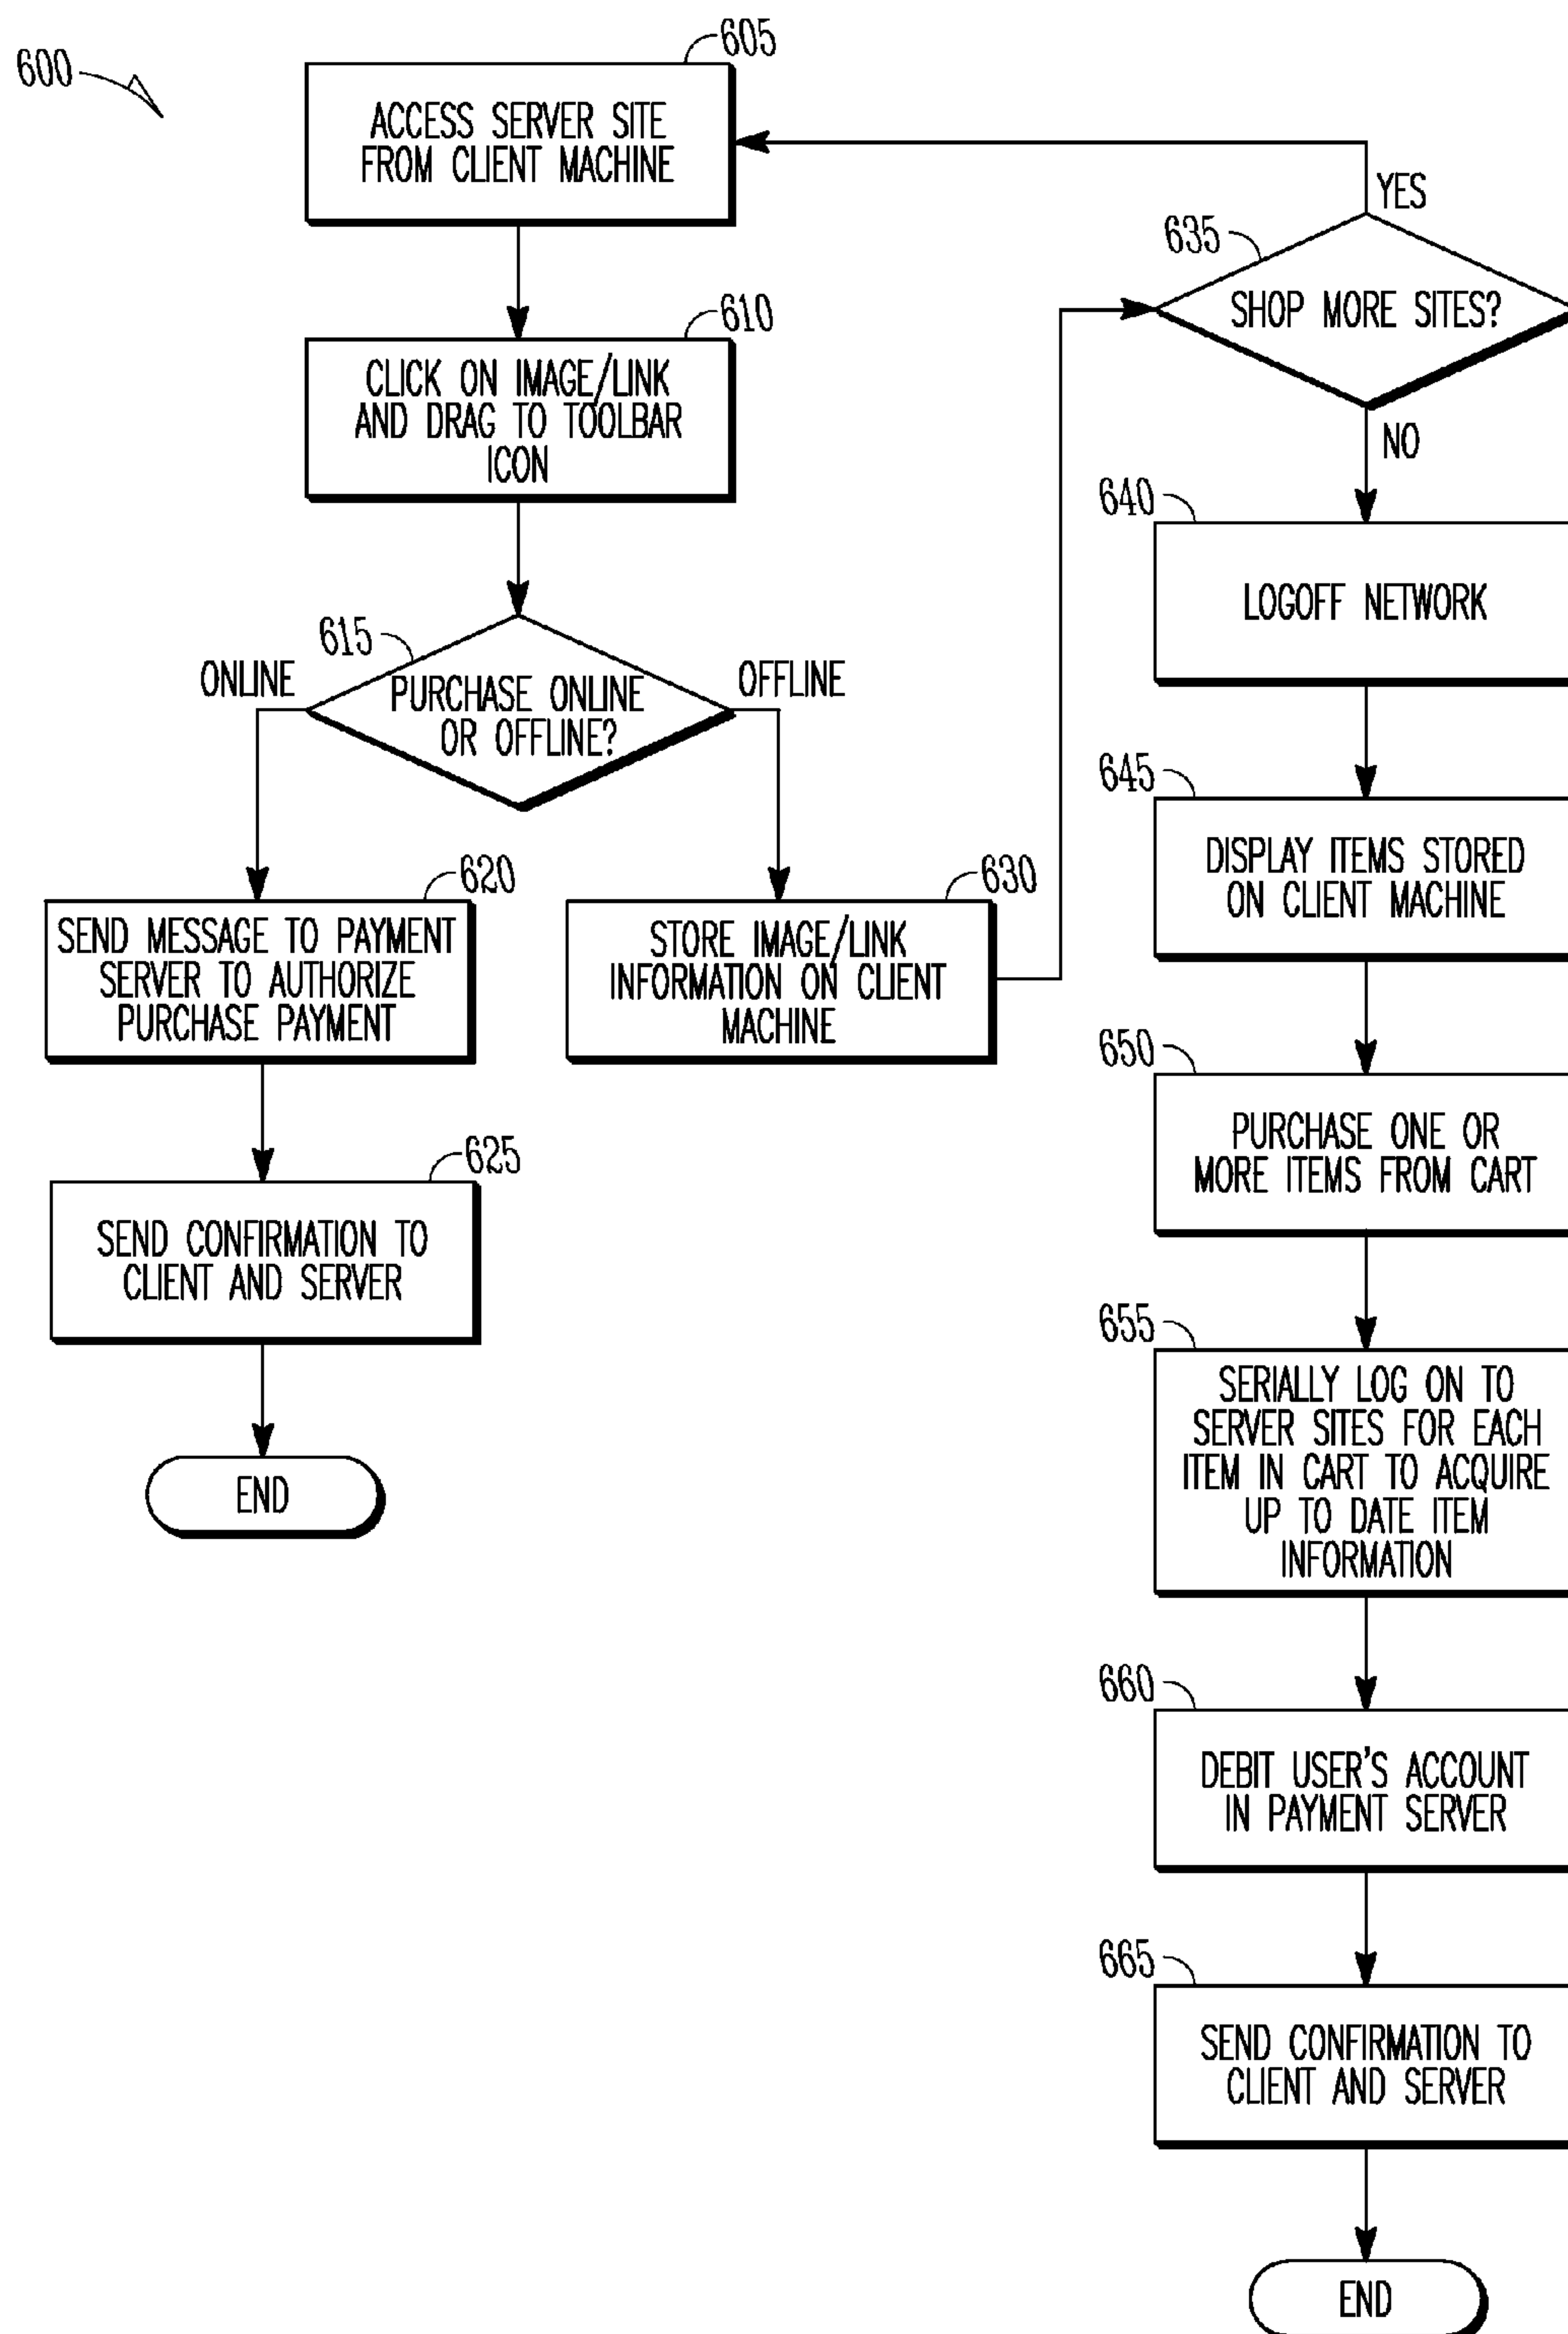 600
605
ACCESS SERVER SITE
FROM CLIENT MACHINE
610
CLICK ON IMAGE/LINK
AND DRAG TO TOOLBAR
ICON
615
ONLINE
PURCHASE ONLINE
OR OFFLINE?
OFFLINE
620
SEND MESSAGE TO PAYMENT
SERVER TO AUTHORIZE
PURCHASE PAYMENT
625
SEND CONFIRMATION TO
CLIENT AND SERVER
END
630
STORE IMAGE/LINK
INFORMATION ON CLIENT
MACHINE
YES
635
SHOP MORE SITES?
NO
640
LOGOFF NETWORK
645
DISPLAY ITEMS STORED
ON CLIENT MACHINE
650
PURCHASE ONE OR
MORE ITEMS FROM CART
655
SERIALLY LOG ON TO
SERVER SITES FOR EACH
ITEM IN CART TO ACQUIRE
UP TO DATE ITEM
INFORMATION
660
DEBIT USER'S ACCOUNT
IN PAYMENT SERVER
665
SEND CONFIRMATION TO
CLIENT AND SERVER
END